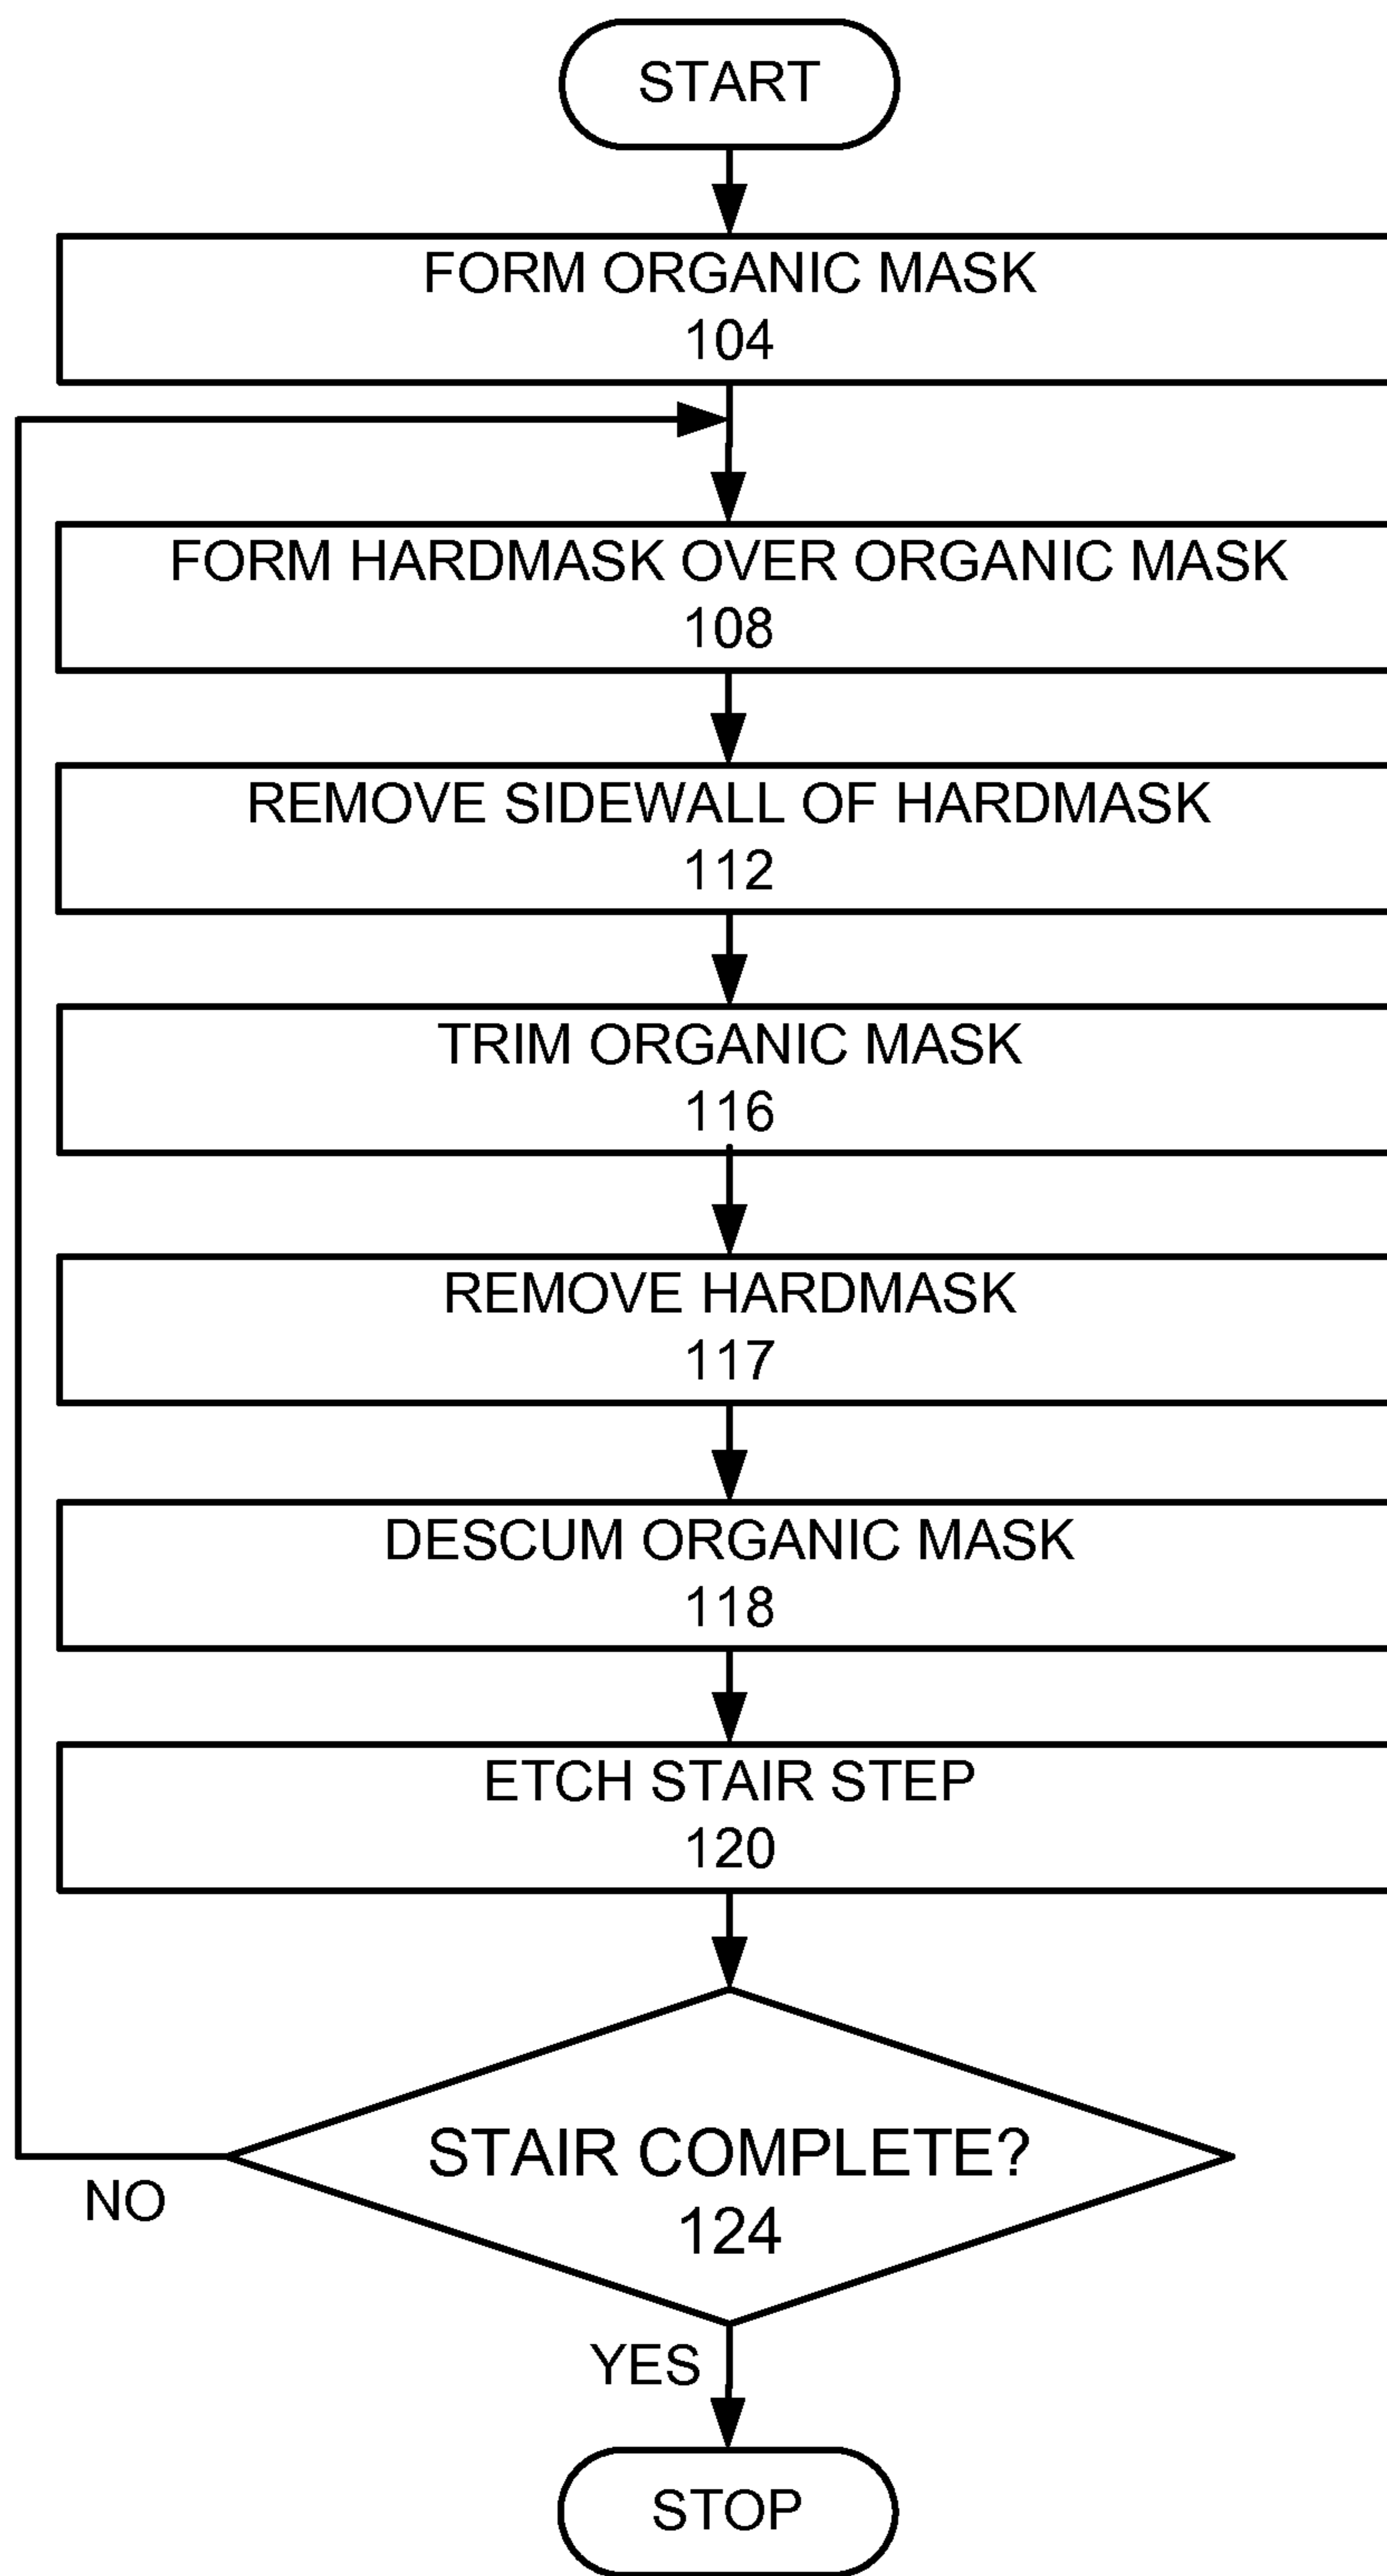 START
FORM ORGANIC MASK
104
FORM HARDMASK OVER ORGANIC MASK
108
REMOVE SIDEWALL OF HARDMASK
112
TRIM ORGANIC MASK
116
REMOVE HARDMASK
117
DESCUM ORGANIC MASK
118
ETCH STAIR STEP
120
STAIR COMPLETE?
124
NO
YES
STOP